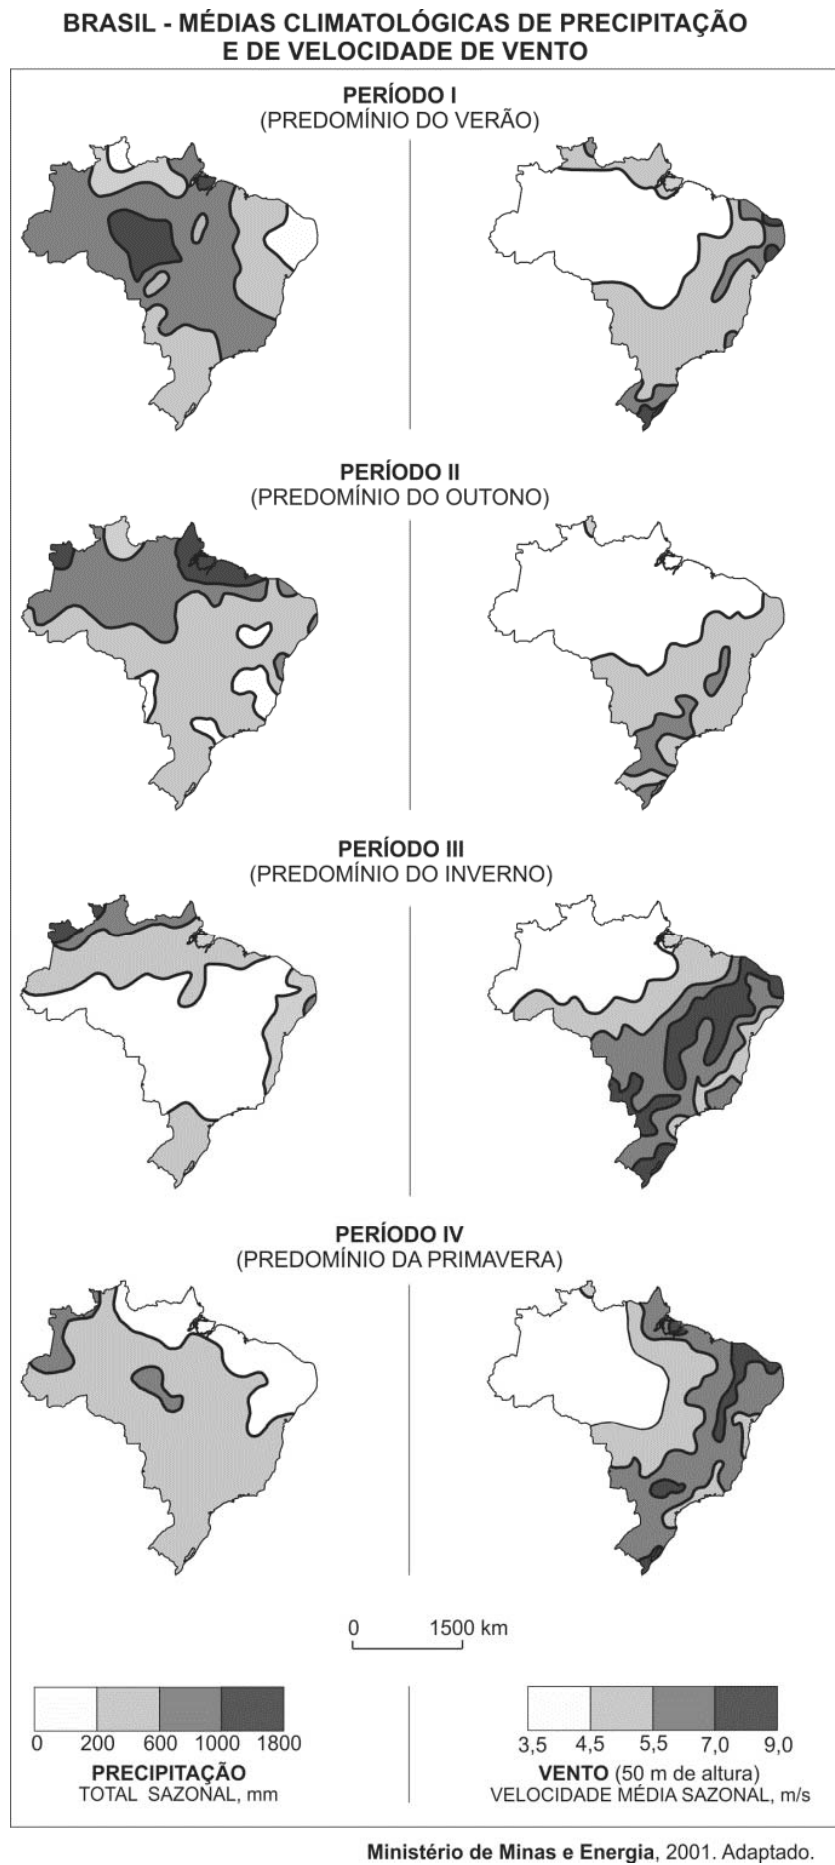 BRASIL - MÉDIAS CLIMATOLÓGICAS DE PRECIPITAÇÃO
E DE VELOCIDADE DE VENTO
PERÍODO I
(PREDOMÍNIO DO VERÃO)
PERÍODO II
(PREDOMÍNIO DO OUTONO)
PERÍODO III
(PREDOMÍNIO DO INVERNO)
PERÍODO IV
(PREDOMÍNIO DA PRIMAVERA)
0 1500 km
0 200 600 1000 1800
PRECIPITAÇÃO
TOTAL SAZONAL, mm
3,5 4,5 5,5 7,0 9,0
VENTO (50 m de altura)
VELOCIDADE MÉDIA SAZONAL, m/s
Ministério de Minas e Energia, 2001. Adaptado.